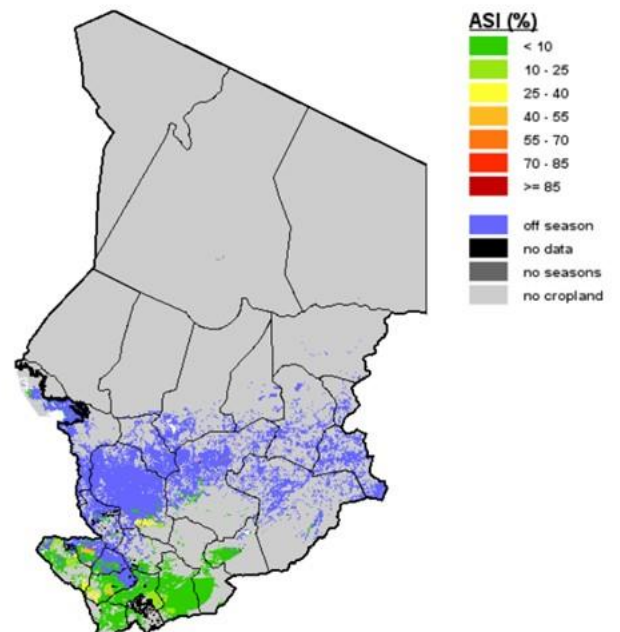 ASI (%)
< 10
10 - 25
25 - 40
40 - 55
55 - 70
70 - 85
>= 85
off season
no data
no seasons
no cropland